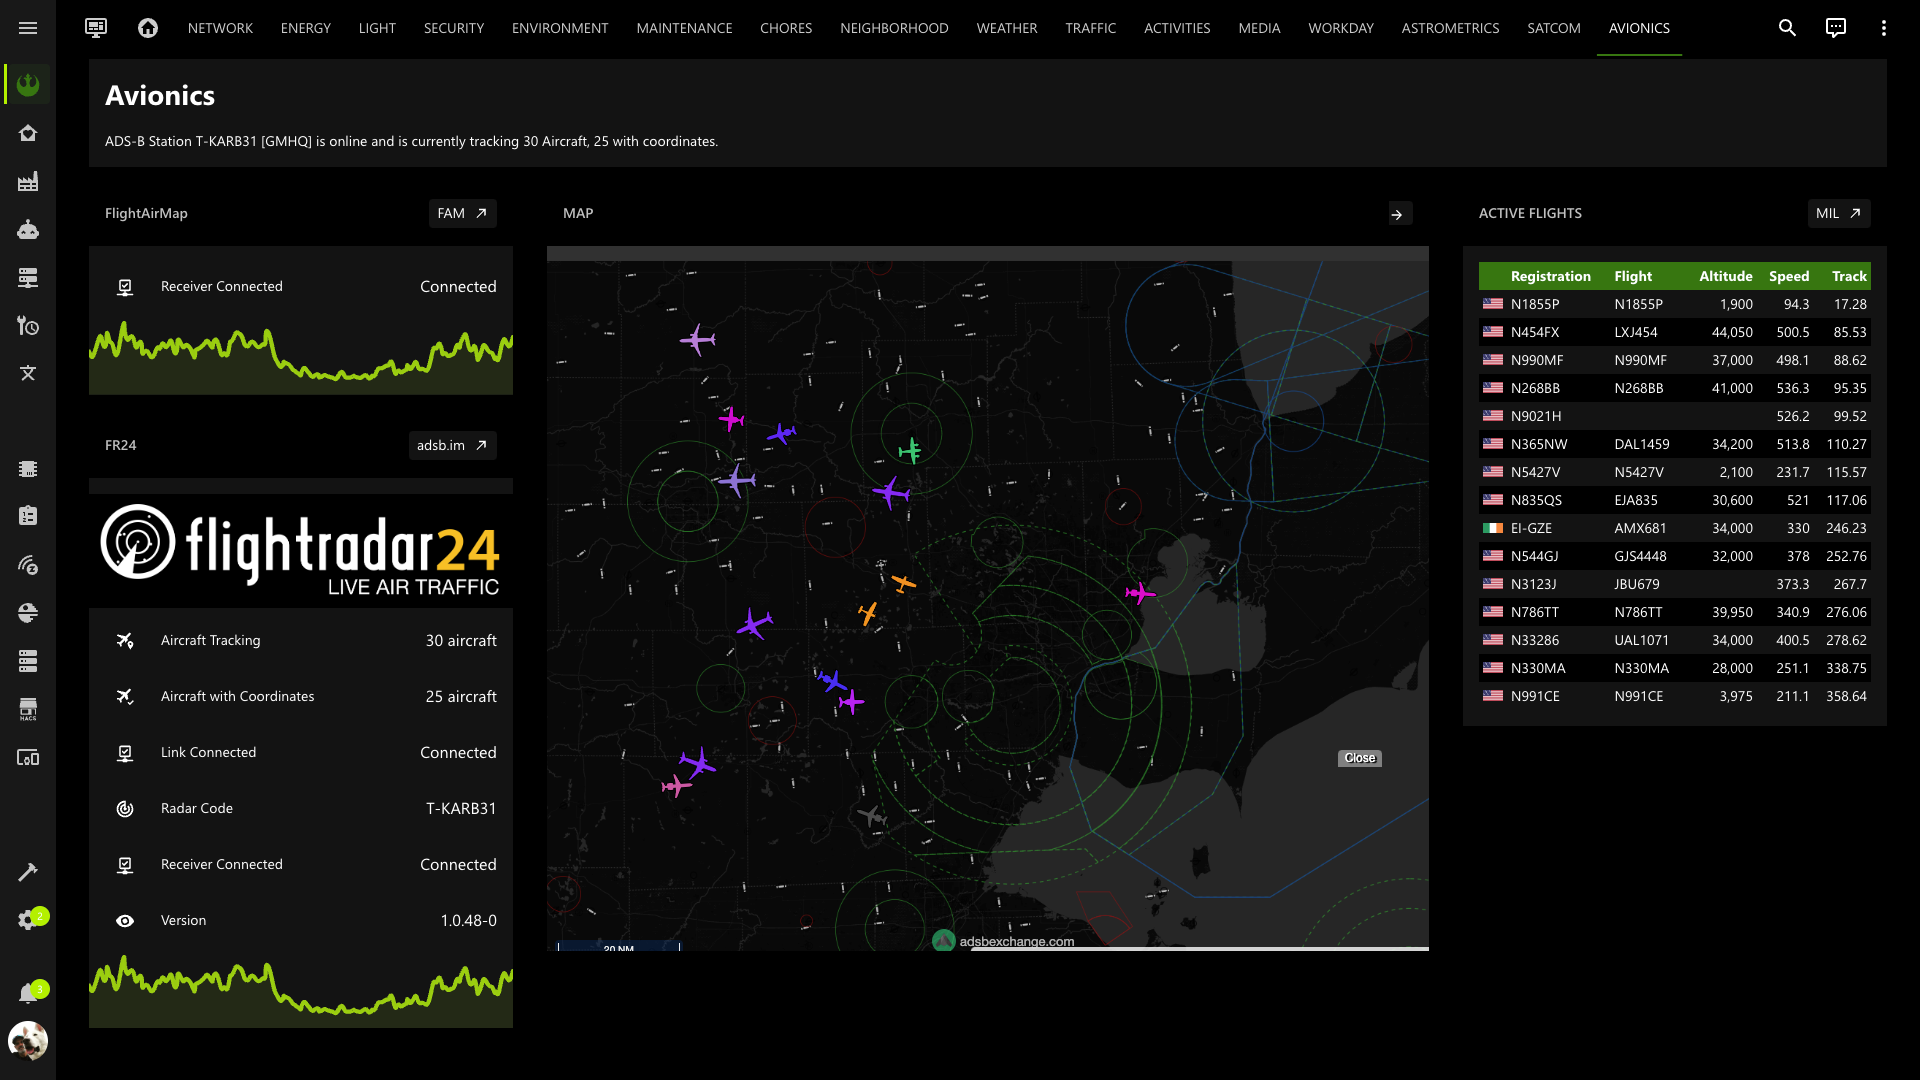 NETWORK ENERGY LIGHT SECURITY ENVIRONMENT MAINTENANCE CHORES NEIGHBORHOOD WEATHER TRAFFIC ACTIVITIES MEDIA WORKDAY ASTROMETRICS SATCOM AVIONICS
Avionics
ADS-B Station T-KARB31 [GMHQ] is online and is currently tracking 30 Aircraft, 25 with coordinates.
FlightAirMap FAM
Receiver Connected Connected
FR24 adsb.im
flightradar24
LIVE AIR TRAFFIC
Aircraft Tracking 30 aircraft
Aircraft with Coordinates 25 aircraft
Link Connected Connected
Radar Code T-KARB31
Receiver Connected Connected
Version 1.0.48-0
MAP
Close
20 NM
adsbexchange.com
ACTIVE FLIGHTS MIL
Registration Flight Altitude Speed Track
N1855P N1855P 1,900 94.3 17.28
N454FX LXJ454 44,050 500.5 85.53
N990MF N990MF 37,000 498.1 88.62
N268BB N268BB 41,000 536.3 95.35
N9021H 526.2 99.52
N365NW DAL1459 34,200 513.8 110.27
N5427V N5427V 2,100 231.7 115.57
N835QS EJA835 30,600 521 117.06
EI-GZE AMX681 34,000 330 246.23
N544GJ GJS4448 32,000 378 252.76
N3123J JBU679 373.3 267.7
N786TT N786TT 39,950 340.9 276.06
N33286 UAL1071 34,000 400.5 278.62
N330MA N330MA 28,000 251.1 338.75
N991CE N991CE 3,975 211.1 358.64
HACS
2
3